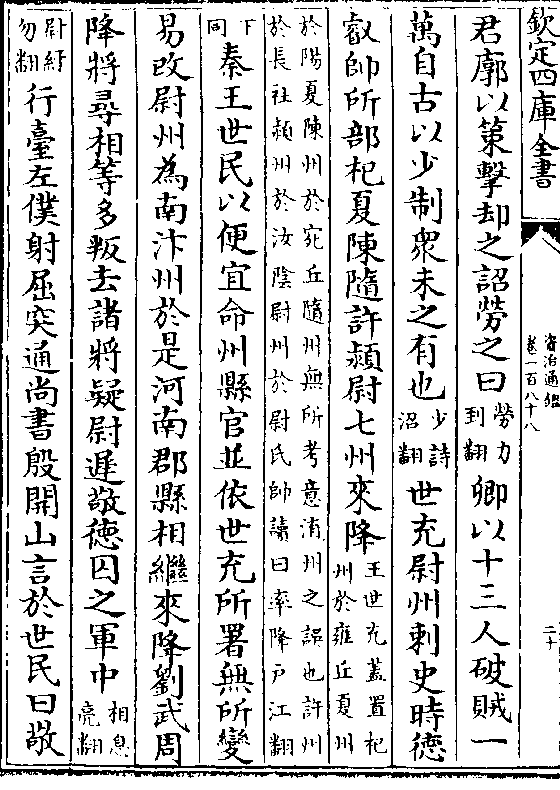 欽定四庫全書
資治通鑑
卷一百八十八
二十
君廓以策擊却之詔勞之曰勞力到翻卿以十三人破賊一
萬自古以少制衆未之有也少詩沼翻世充尉州刺史時德
叡帥所部杞夏陳隨許潁尉七州來降王世充蓋置杞州於雍丘夏州
於陽夏陳州於宛丘隨州無所考意洧州之誤也許州
於長社潁州於汝陰尉州於尉氏帥讀曰率降戸江翻
下同秦王世民以便宜命州縣官並依世充所署無所變
易改尉州為南汴州於是河南郡縣相繼來降劉武周
降將尋相等多叛去諸將疑尉遲敬德囚之軍中相息亮翻
尉紆勿翻行臺左僕射屈突通尚書殷開山言於世民曰敬